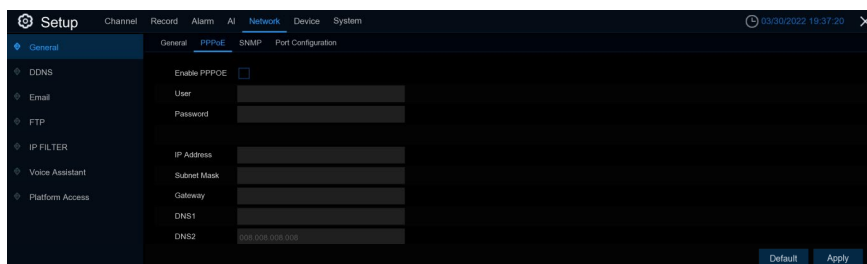 Setup Channel Record Alarm AI Network Device System 03/30/2022 19:37:20
General PPPoE SNMP Port Configuration
General
DDNS
Email
FTP
IP FILTER
Voice Assistant
Platform Access
Enable PPPOE
User
Password
IP Address
Subnet Mask
Gateway
DNS1
DNS2 008.008.008.008
Default Apply